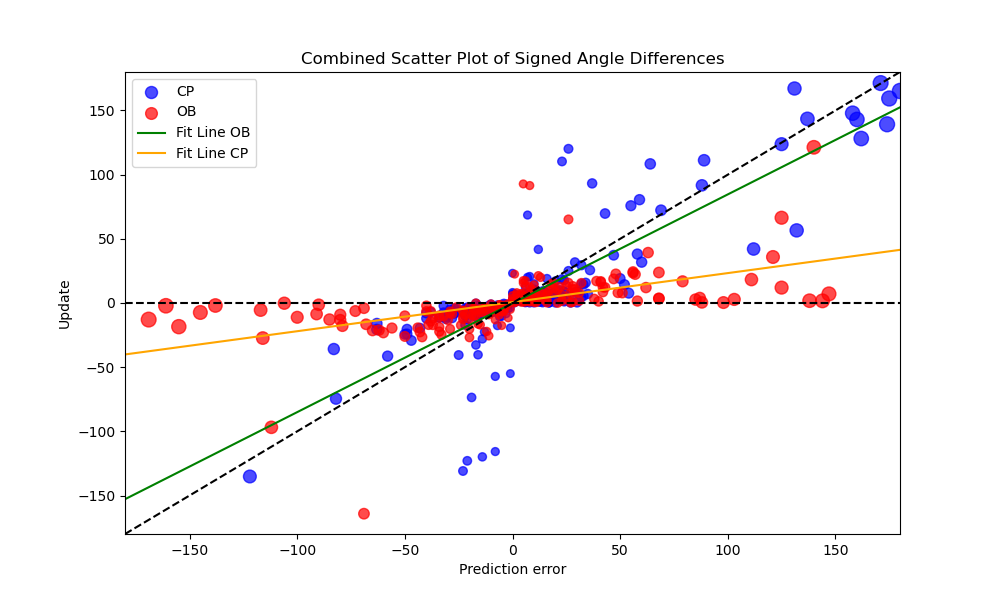 Combined Scatter Plot of Signed Angle Differences
CP
OB
Fit Line OB
Fit Line CP
150
100
50
0
−50
−100
−150
Update
−150
−100
−50
0
50
100
150
Prediction error